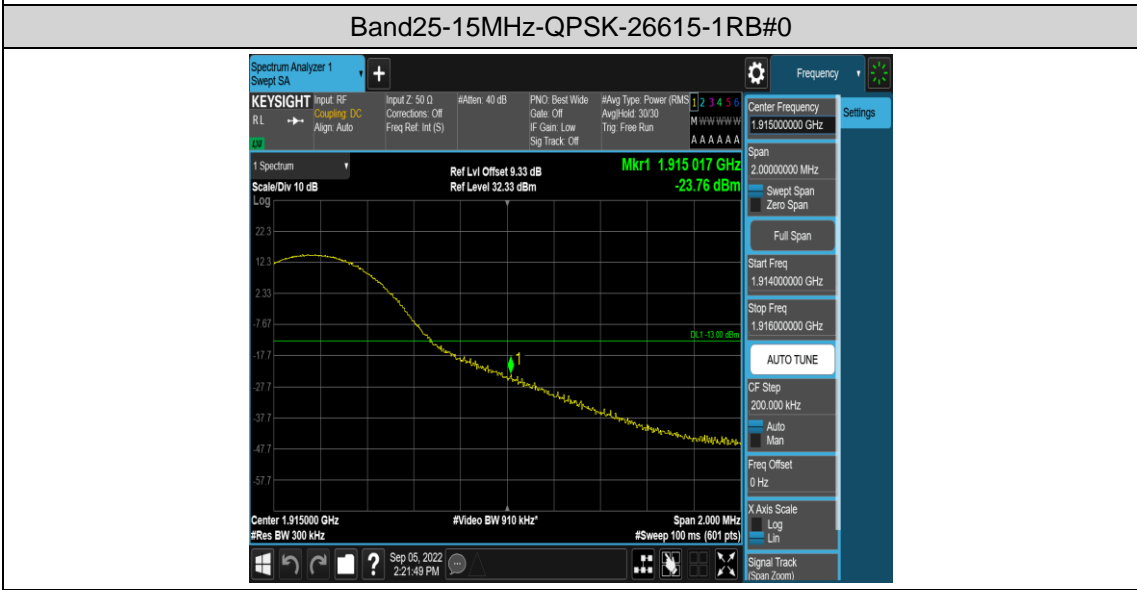 Band25-15MHz-QPSK-26615-1RB#0
Spectrum Analyzer 1
Swept SA
+
Frequency
KEYSIGHT
RL
Input: RF
Coupling: DC
Align: Auto
Input Z: 50 Ω
Corrections: Off
Freq Ref: Int (S)
#Atten: 40 dB
PNO: Best Wide
Gate: Off
IF Gain: Low
Sig Track: Off
#Avg Type: Power (RMS
Avg|Hold: 30/30
Trig: Free Run
1 2 3 4 5 6
M W W W W W
A A A A A A
1 Spectrum
Scale/Div 10 dB
Log
Ref Lvl Offset 9.33 dB
Ref Level 32.33 dBm
Mkr1 1.915 017 GHz
-23.76 dBm
22.3
12.3
2.33
-7.67
-17.7
-27.7
-37.7
-47.7
-57.7
DL1 -13.00 dBm
1
Center 1.915000 GHz
#Res BW 300 kHz
#Video BW 910 kHz*
Span 2.000 MHz
#Sweep 100 ms (601 pts)
?
Sep 05, 2022
2:21:49 PM
Center Frequency
1.915000000 GHz
Settings
Span
2.00000000 MHz
Swept Span
Zero Span
Full Span
Start Freq
1.914000000 GHz
Stop Freq
1.916000000 GHz
AUTO TUNE
CF Step
200.000 kHz
Auto
Man
Freq Offset
0 Hz
X Axis Scale
Log
Lin
Signal Track
(Span Zoom)